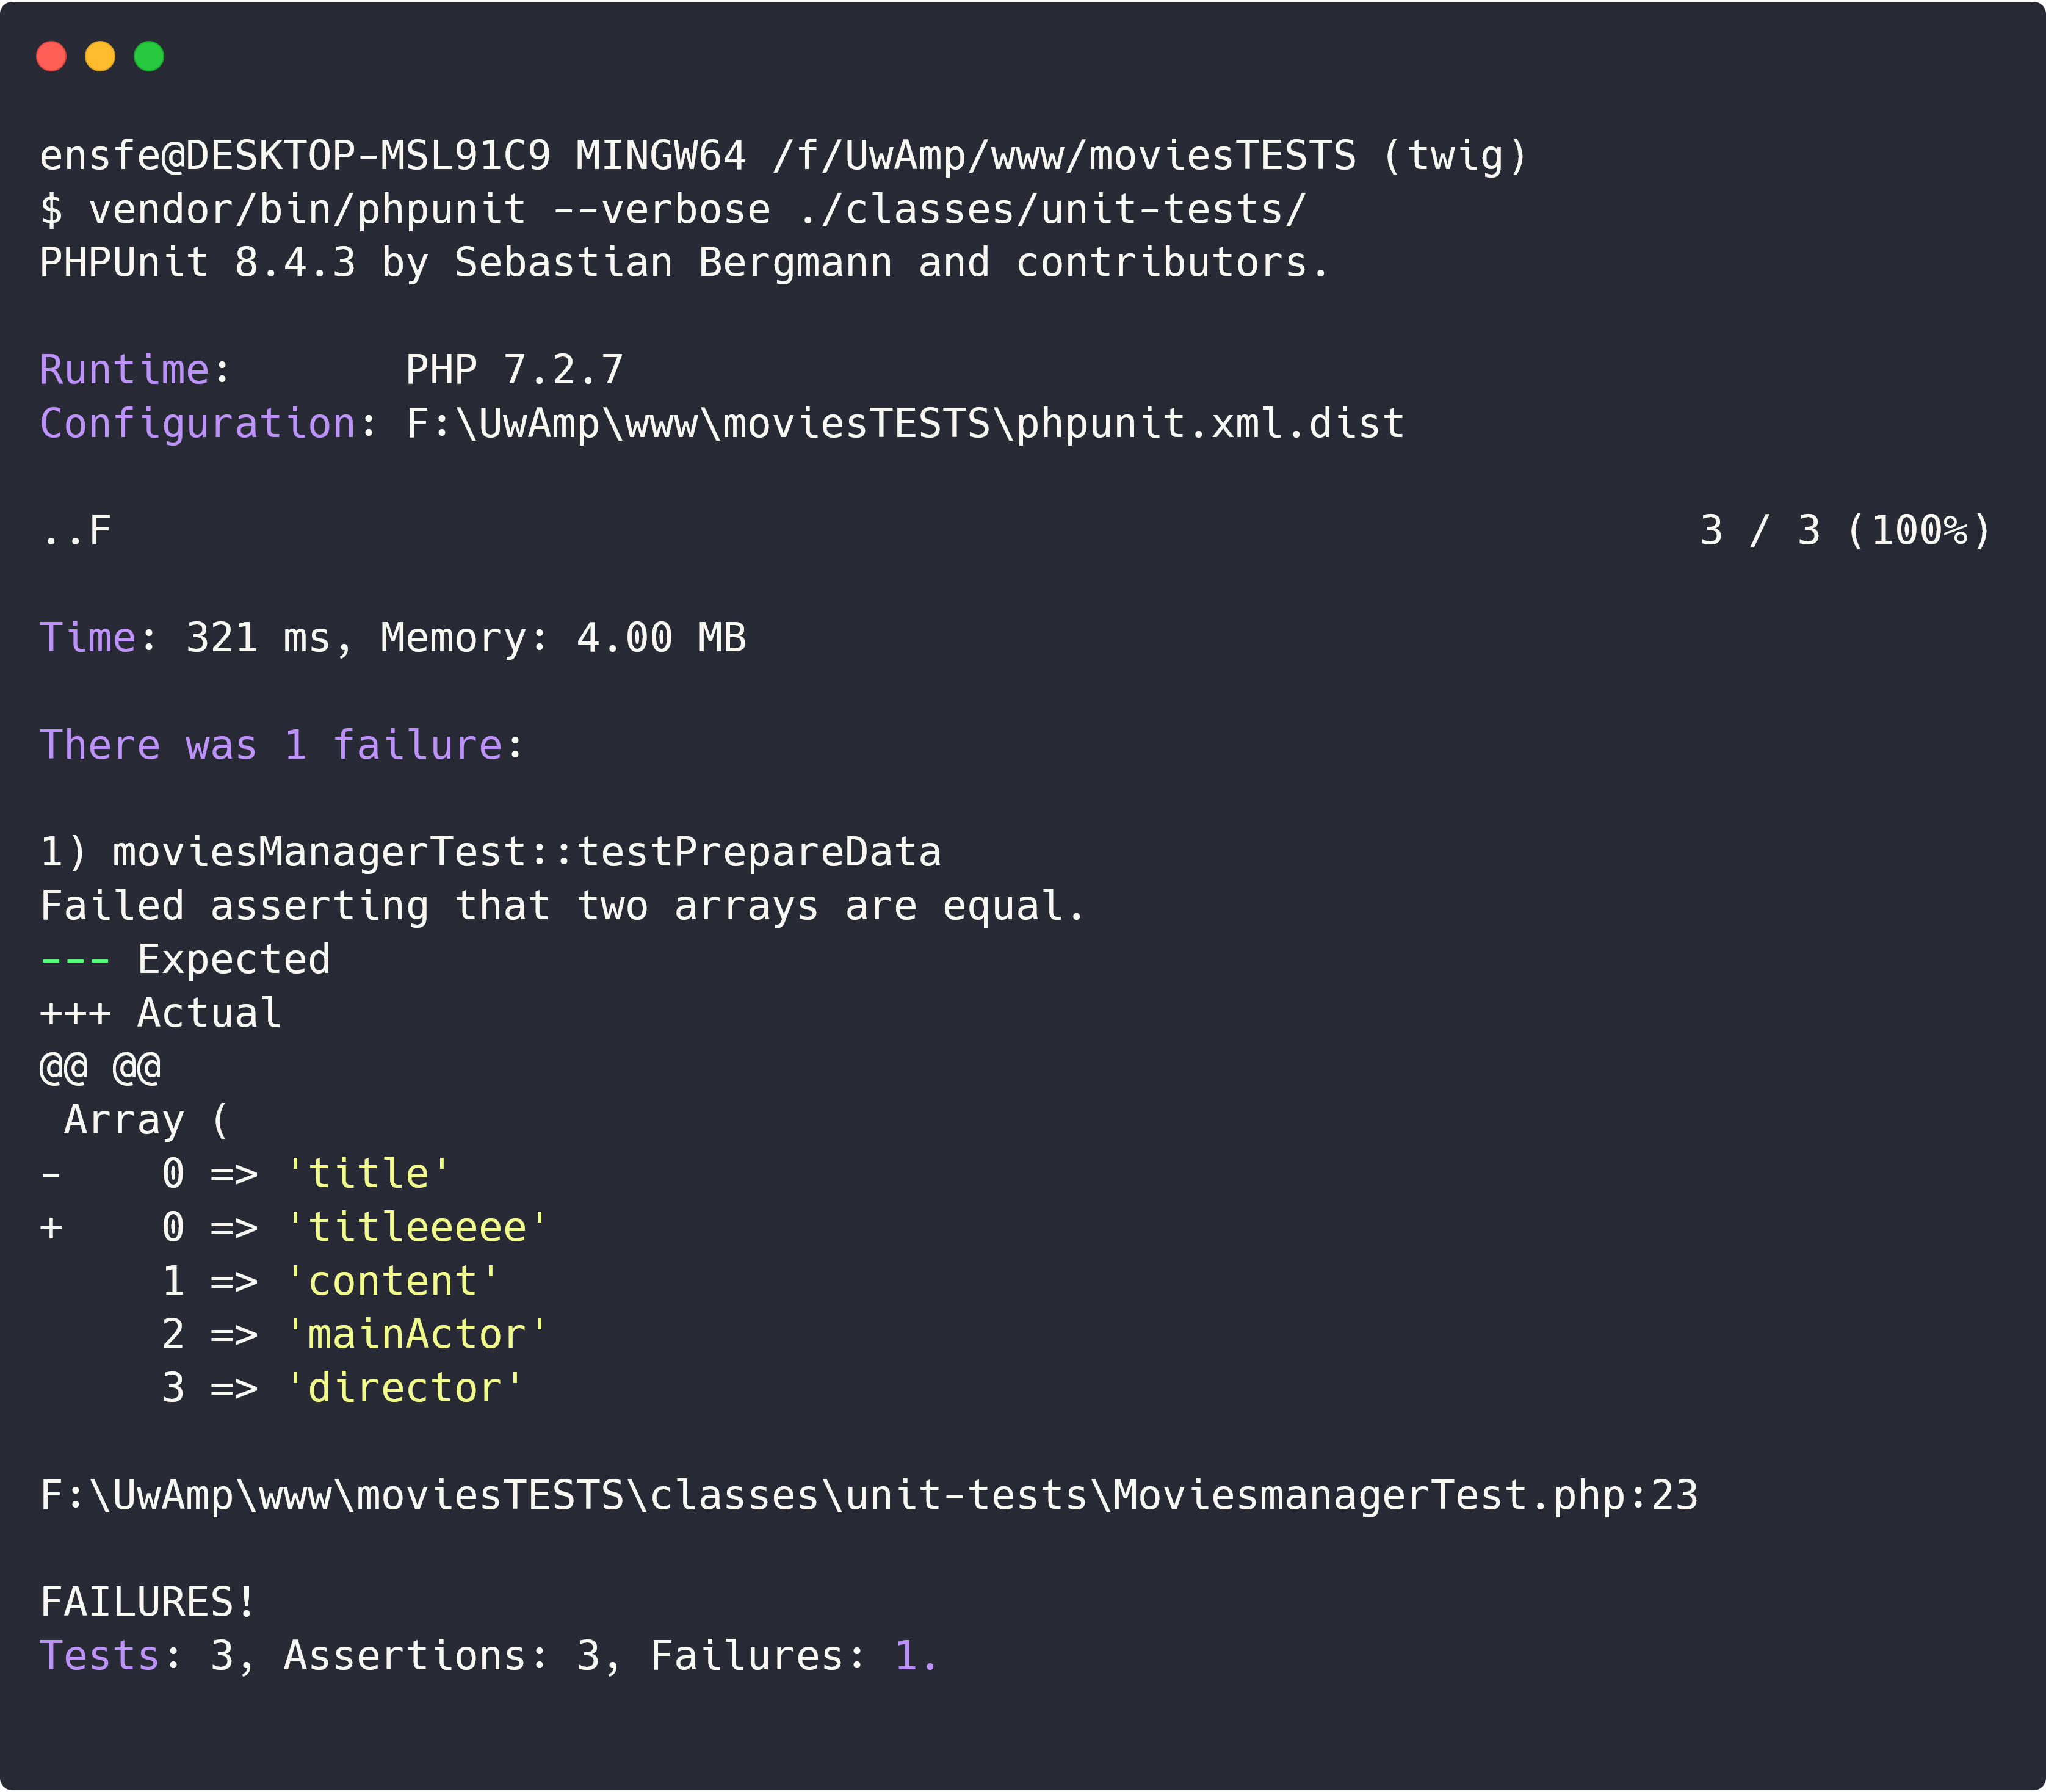 ensfe@DESKTOP-MSL91C9 MINGW64 /f/UwAmp/www/moviesTESTS (twig)
$ vendor/bin/phpunit --verbose ./classes/unit-tests/
PHPUnit 8.4.3 by Sebastian Bergmann and contributors.

Runtime:       PHP 7.2.7
Configuration: F:\UwAmp\www\moviesTESTS\phpunit.xml.dist

..F                                                                 3 / 3 (100%)

Time: 321 ms, Memory: 4.00 MB

There was 1 failure:

1) moviesManagerTest::testPrepareData
Failed asserting that two arrays are equal.
--- Expected
+++ Actual
@@ @@
 Array (
-    0 => 'title'
+    0 => 'titleeeee'
     1 => 'content'
     2 => 'mainActor'
     3 => 'director'

F:\UwAmp\www\moviesTESTS\classes\unit-tests\MoviesmanagerTest.php:23

FAILURES!
Tests: 3, Assertions: 3, Failures: 1.